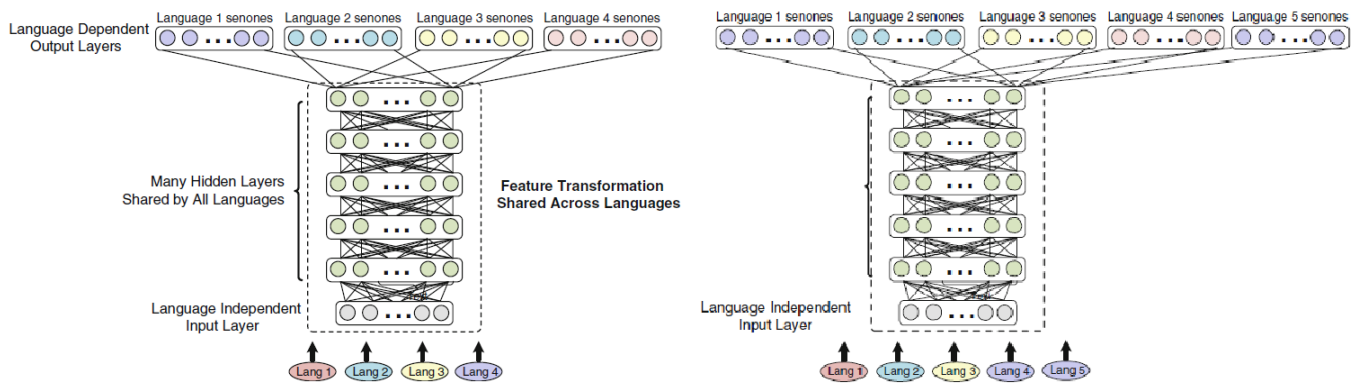 Language 1 senones
Language 2 senones
Language 3 senones
Language 4 senones
Language Dependent
Output Layers
Many Hidden Layers
Shared by All Languages
Feature Transformation
Shared Across Languages
Language Independent
Input Layer
Lang 1
Lang 2
Lang 3
Lang 4
Language 1 senones
Language 2 senones
Language 3 senones
Language 4 senones
Language 5 senones
Language Independent
Input Layer
Lang 1
Lang 2
Lang 3
Lang 4
Lang 5